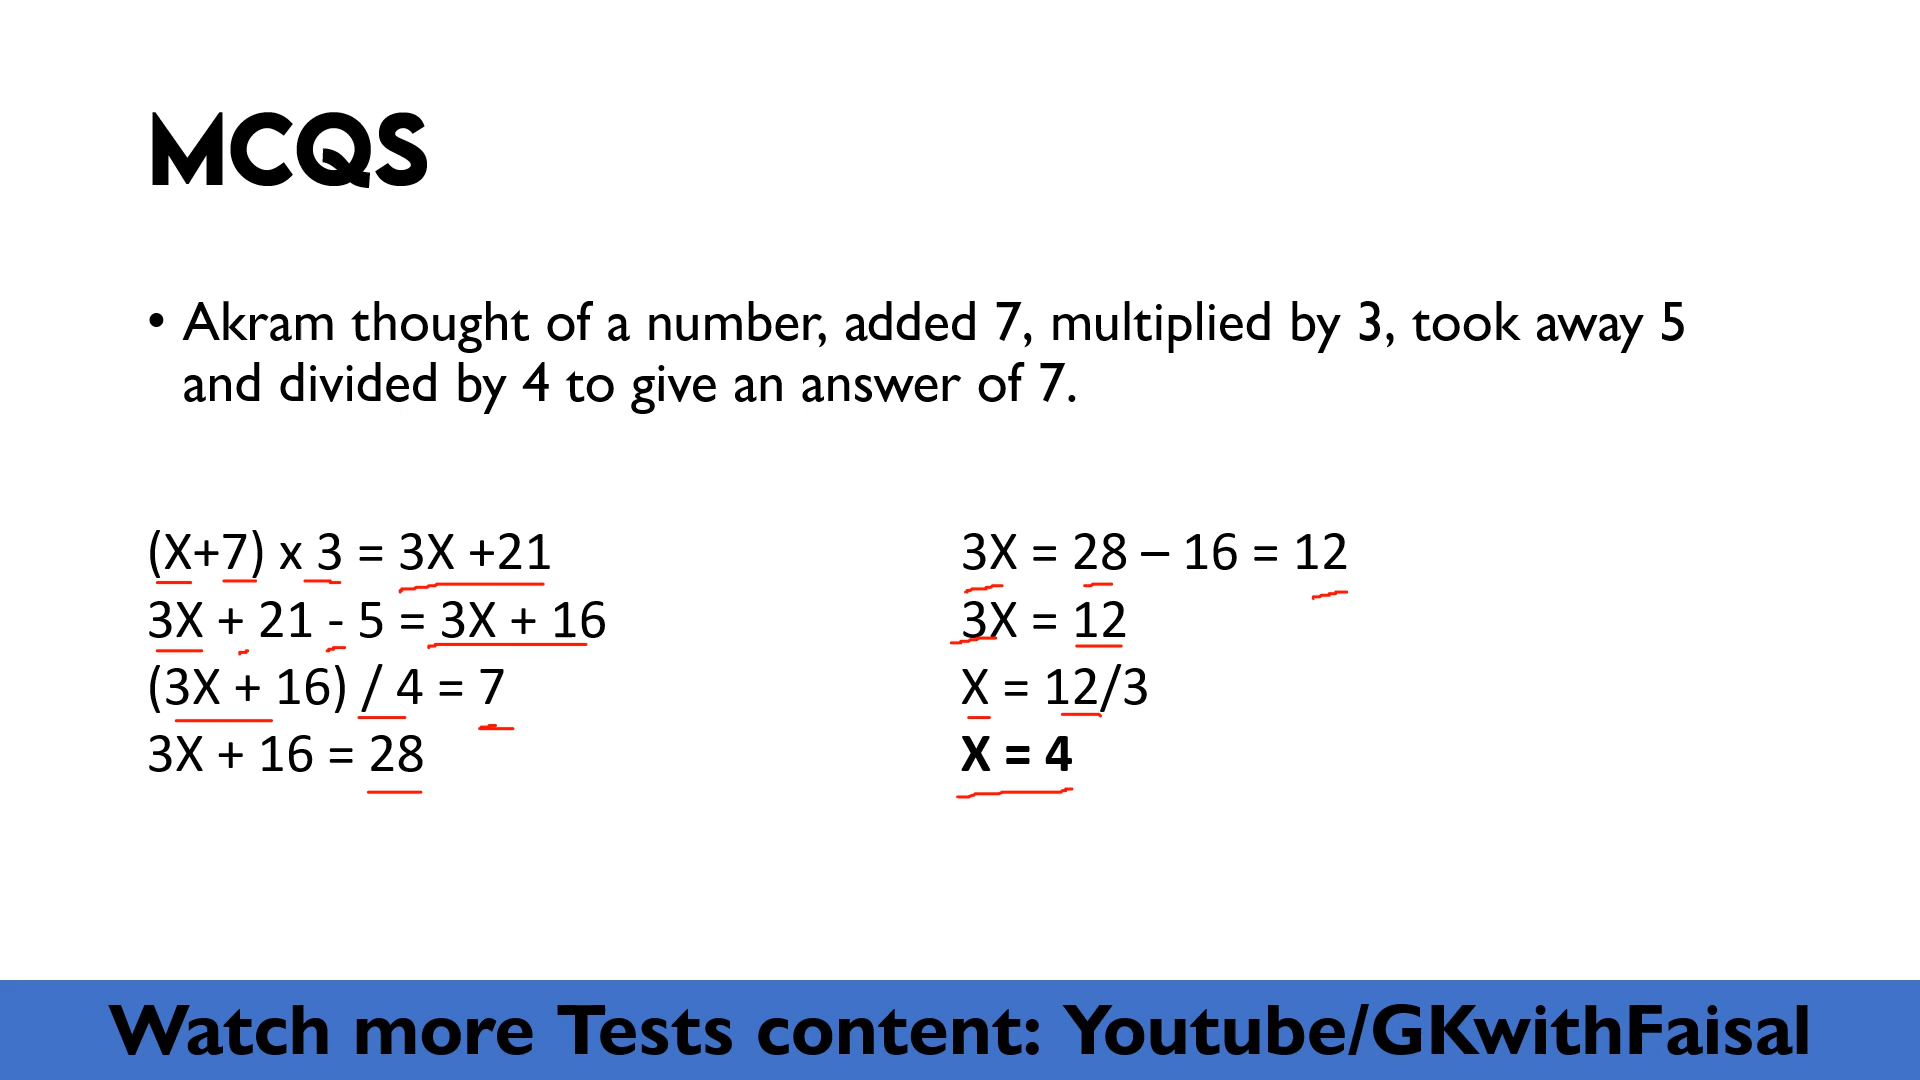 MCQS
• Akram thought of a number, added 7, multiplied by 3, took away 5
and divided by 4 to give an answer of 7.
(X+7) x 3 = 3X +21
3X + 21 - 5 = 3X + 16
(3X + 16) / 4 = 7
3X + 16 = 28
3X = 28 – 16 = 12
3X = 12
X = 12/3
X = 4
Watch more Tests content: Youtube/GKwithFaisal